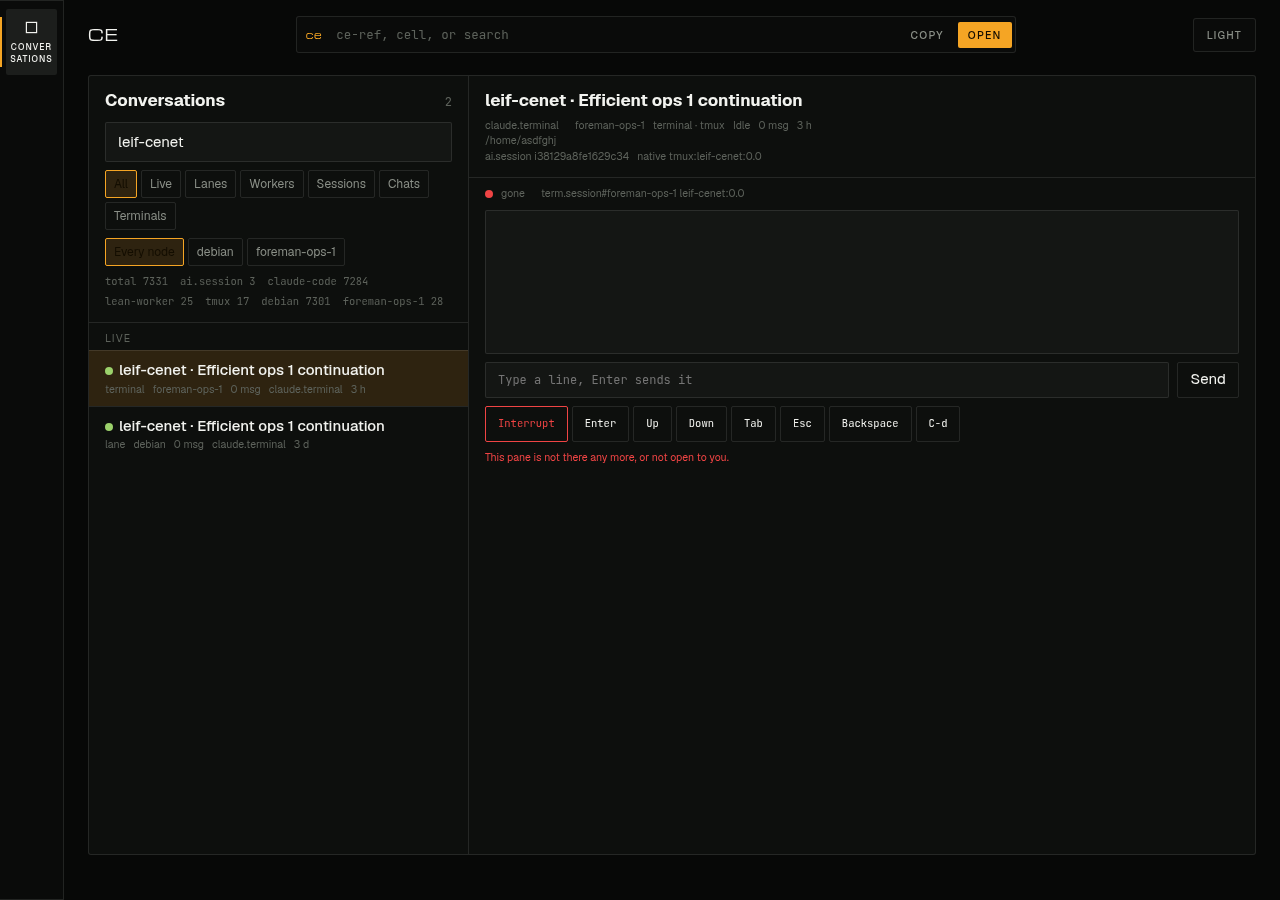 CONVER
SATIONS
CE
ce ce-ref, cell, or search COPY OPEN
LIGHT
Conversations 2
leif-cenet
All Live Lanes Workers Sessions Chats
Terminals
Every node debian foreman-ops-1
total 7331 ai.session 3 claude-code 7284
lean-worker 25 tmux 17 debian 7301 foreman-ops-1 28
LIVE
leif-cenet · Efficient ops 1 continuation
terminal foreman-ops-1 0 msg claude.terminal 3 h
leif-cenet · Efficient ops 1 continuation
lane debian 0 msg claude.terminal 3 d
leif-cenet · Efficient ops 1 continuation
claude.terminal foreman-ops-1 terminal · tmux Idle 0 msg 3 h
/home/asdfghj
ai.session i38129a8fe1629c34 native tmux:leif-cenet:0.0
gone term.session#foreman-ops-1 leif-cenet:0.0
Type a line, Enter sends it Send
Interrupt Enter Up Down Tab Esc Backspace C-d
This pane is not there any more, or not open to you.